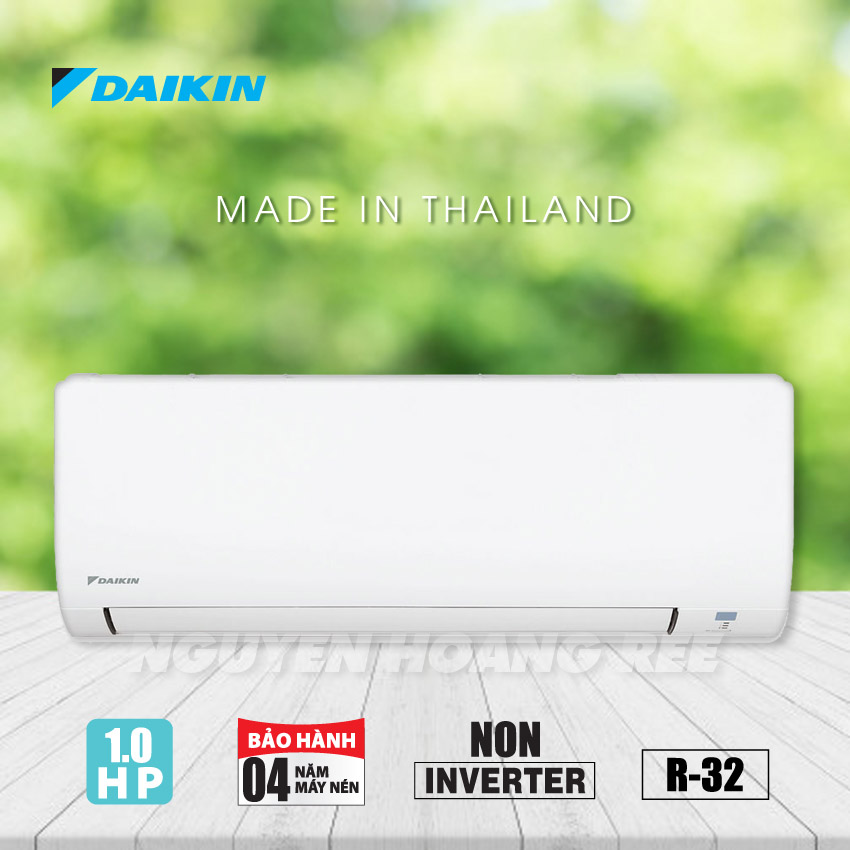 DAIKIN
MADE IN THAILAND
DAIKIN
NGUYEN HOANG REE
1.0
HP
BẢO HÀNH
04 NĂM
MÁY NÉN
NON
INVERTER
R-32